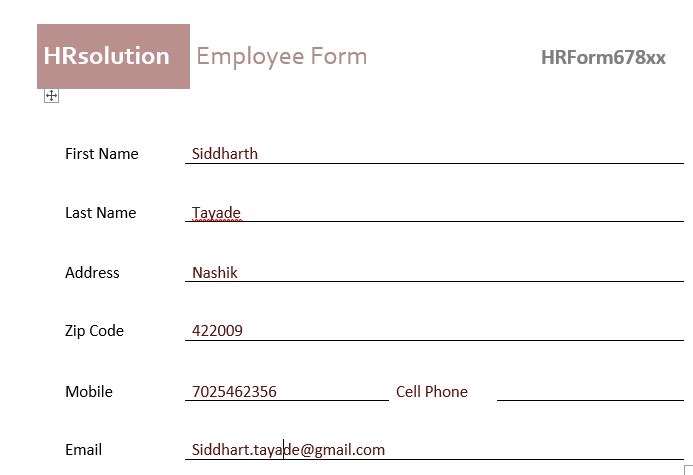 HRsolution Employee Form HRForm678xx
First Name Siddharth
Last Name Tayade
Address Nashik
Zip Code 422009
Mobile 7025462356 Cell Phone
Email Siddhart.tayade@gmail.com